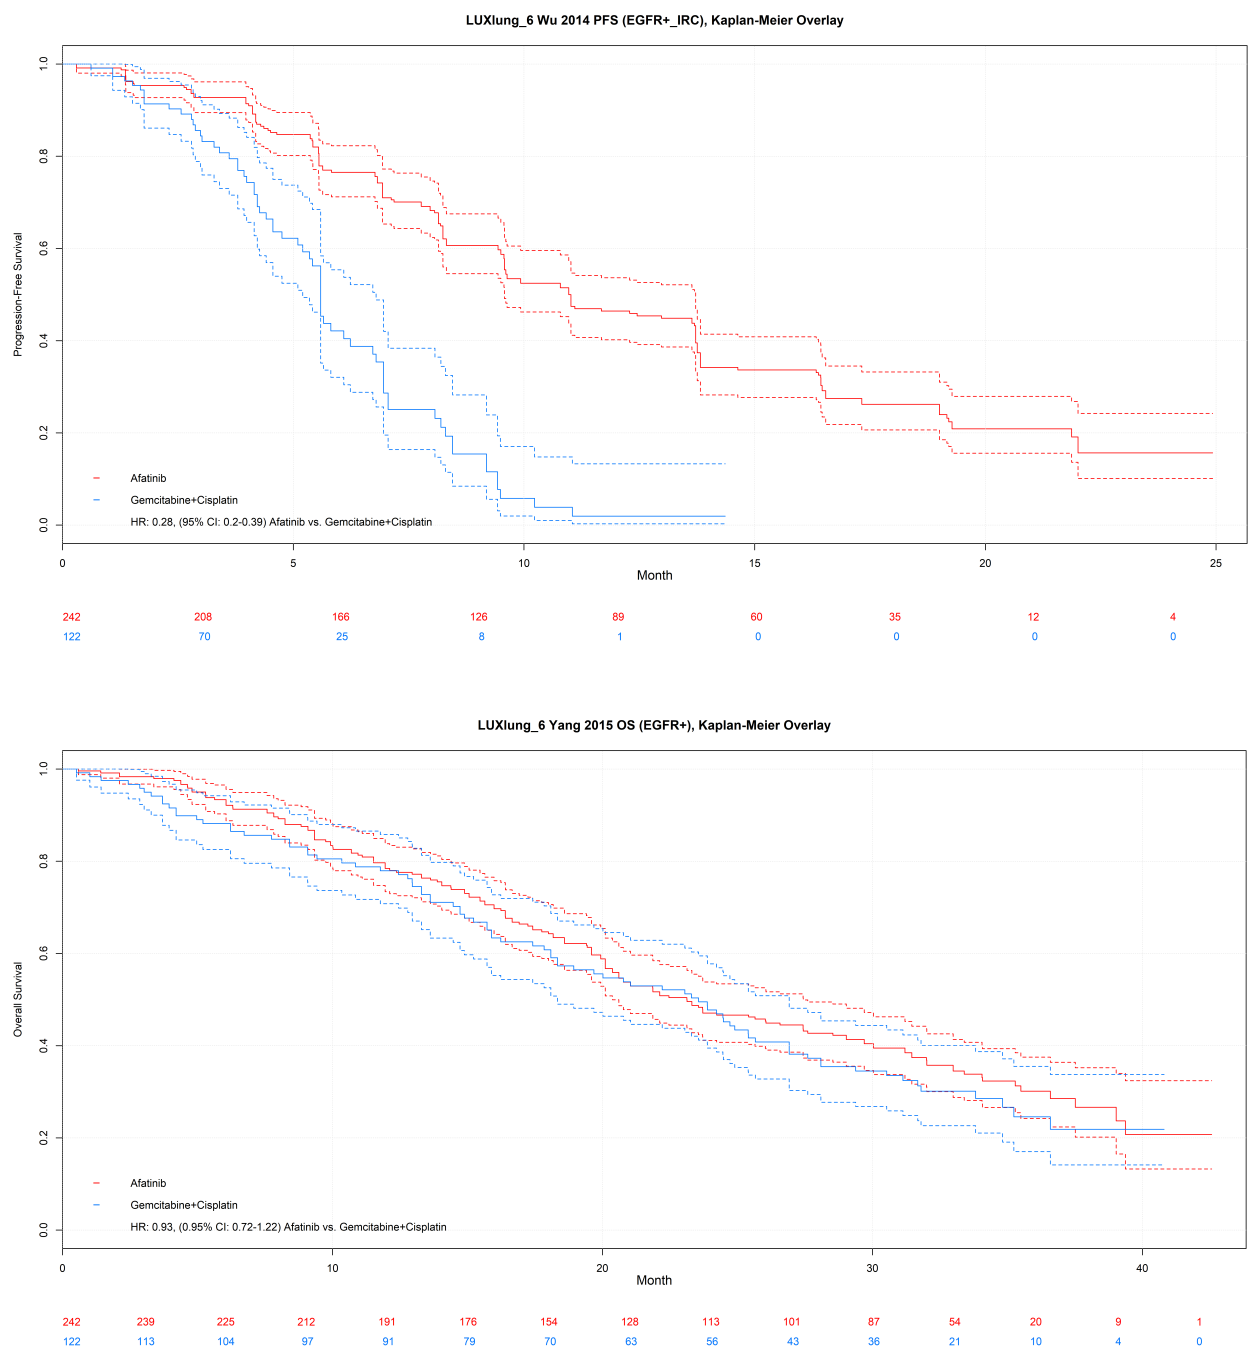 LUXlung_6 Wu 2014 PFS (EGFR+_IRC), Kaplan-Meier Overlay
1.0
0.8
0.6
0.4
0.2
0.0
Progression-Free Survival
Afatinib
Gemcitabine+Cisplatin
HR: 0.28, (95% CI: 0.2-0.39) Afatinib vs. Gemcitabine+Cisplatin
0 5 10 15 20 25
Month
242 208 166 126 89 60 35 12 4
122 70 25 8 1 0 0 0 0
LUXlung_6 Yang 2015 OS (EGFR+), Kaplan-Meier Overlay
1.0
0.8
0.6
0.4
0.2
0.0
Overall Survival
Afatinib
Gemcitabine+Cisplatin
HR: 0.93, (0.95% CI: 0.72-1.22) Afatinib vs. Gemcitabine+Cisplatin
0 10 20 30 40
Month
242 239 225 212 191 176 154 128 113 101 87 54 20 9 1
122 113 104 97 91 79 70 63 56 43 36 21 10 4 0